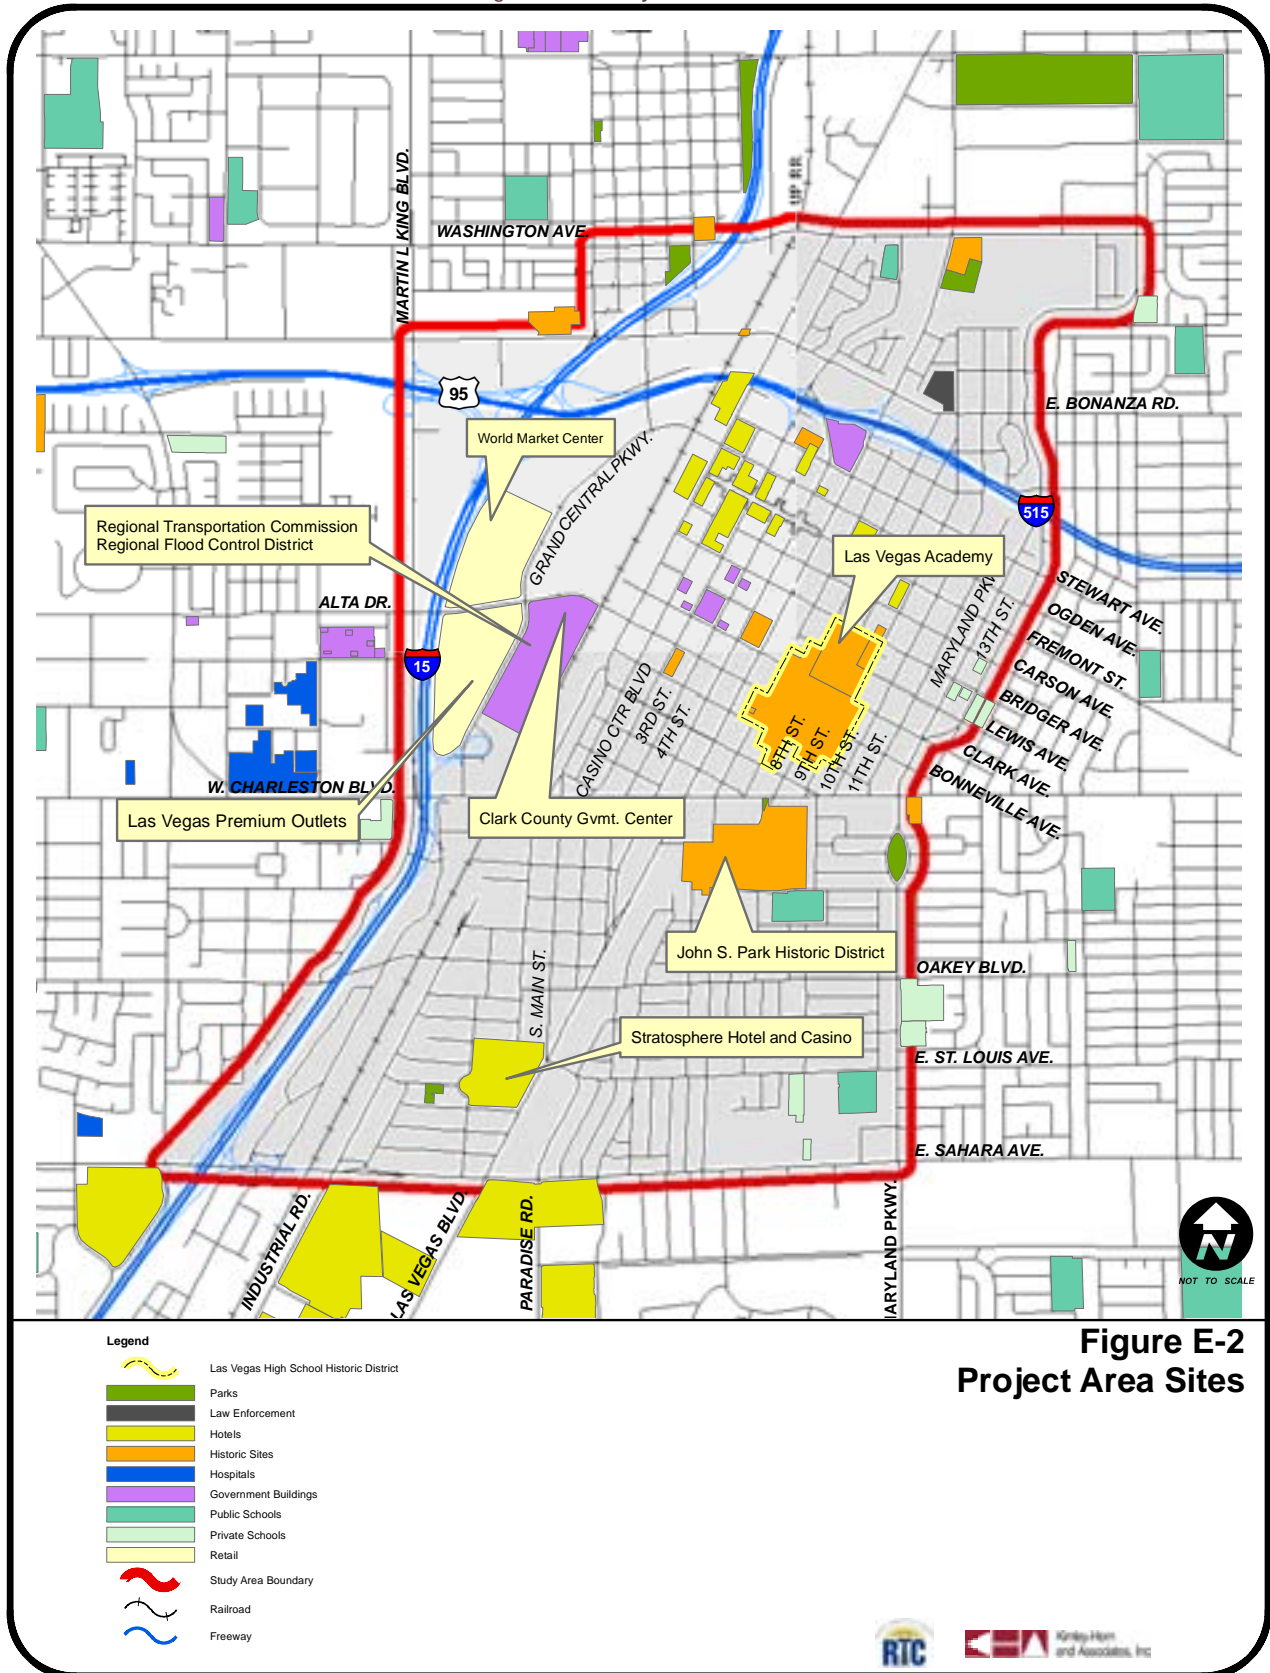 WASHINGTON AVE.
MARTIN L KING BLVD.
UP RR
95
E. BONANZA RD.
World Market Center
GRAND CENTRAL PKWY.
515
Regional Transportation Commission
Regional Flood Control District
Las Vegas Academy
ALTA DR.
15
MARYLAND PKWY
13TH ST.
STEWART AVE.
OGDEN AVE.
FREMONT ST.
CARSON AVE.
BRIDGER AVE.
LEWIS AVE.
CLARK AVE.
BONNEVILLE AVE.
CASINO CTR BLVD
3RD ST.
4TH ST.
8TH ST.
9TH ST.
10TH ST.
11TH ST.
W. CHARLESTON BLVD.
Las Vegas Premium Outlets
Clark County Gvmt. Center
John S. Park Historic District
OAKEY BLVD.
S. MAIN ST.
Stratosphere Hotel and Casino
E. ST. LOUIS AVE.
E. SAHARA AVE.
INDUSTRIAL RD.
LAS VEGAS BLVD.
PARADISE RD.
MARYLAND PKWY.
N
NOT TO SCALE
Figure E-2
Project Area Sites
Legend
Las Vegas High School Historic District
Parks
Law Enforcement
Hotels
Historic Sites
Hospitals
Government Buildings
Public Schools
Private Schools
Retail
Study Area Boundary
Railroad
Freeway
RTC
Kimley-Horn
and Associates, Inc